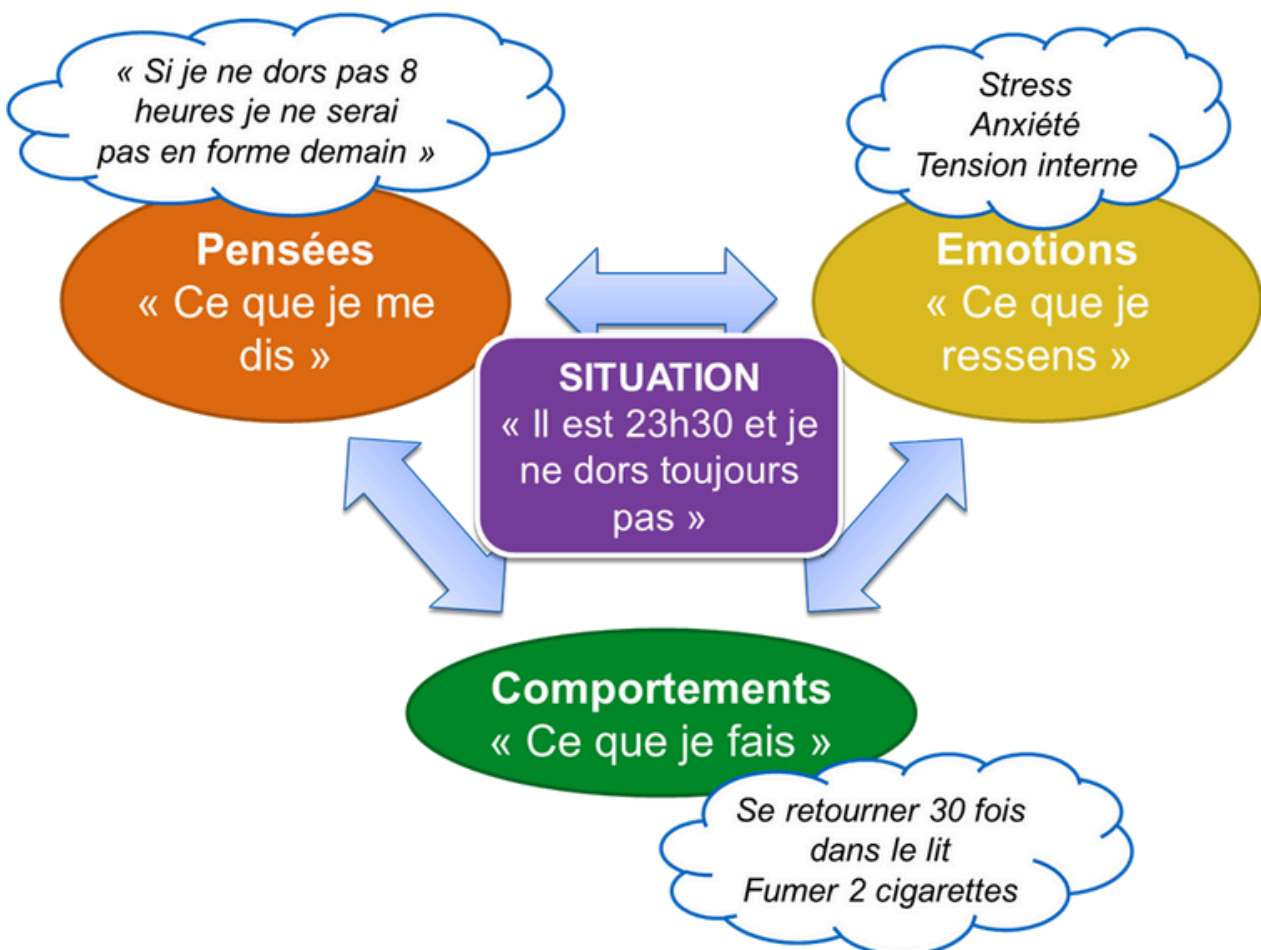 « Si je ne dors pas 8
heures je ne serai
pas en forme demain »
Stress
Anxiété
Tension interne
Pensées
« Ce que je me
dis »
Emotions
« Ce que je
ressens »
SITUATION
« Il est 23h30 et je
ne dors toujours
pas »
Comportements
« Ce que je fais »
Se retourner 30 fois
dans le lit
Fumer 2 cigarettes